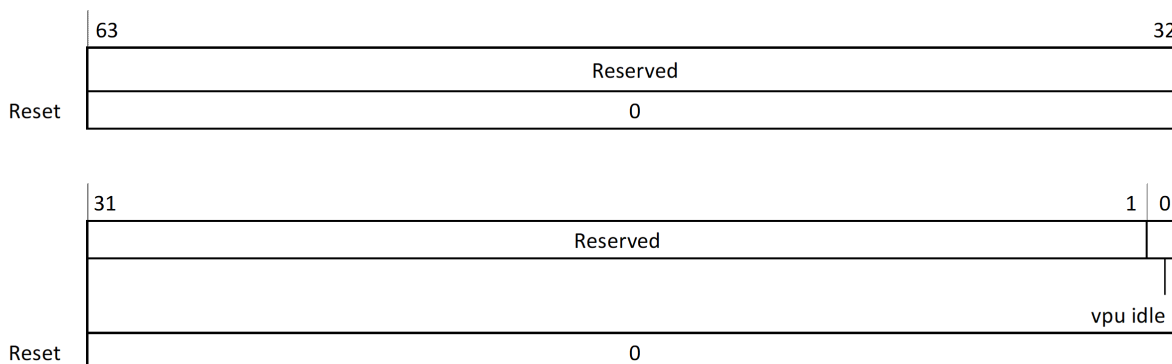 63 32
Reserved
Reset 0
31 1 0
Reserved
vpu idle
Reset 0